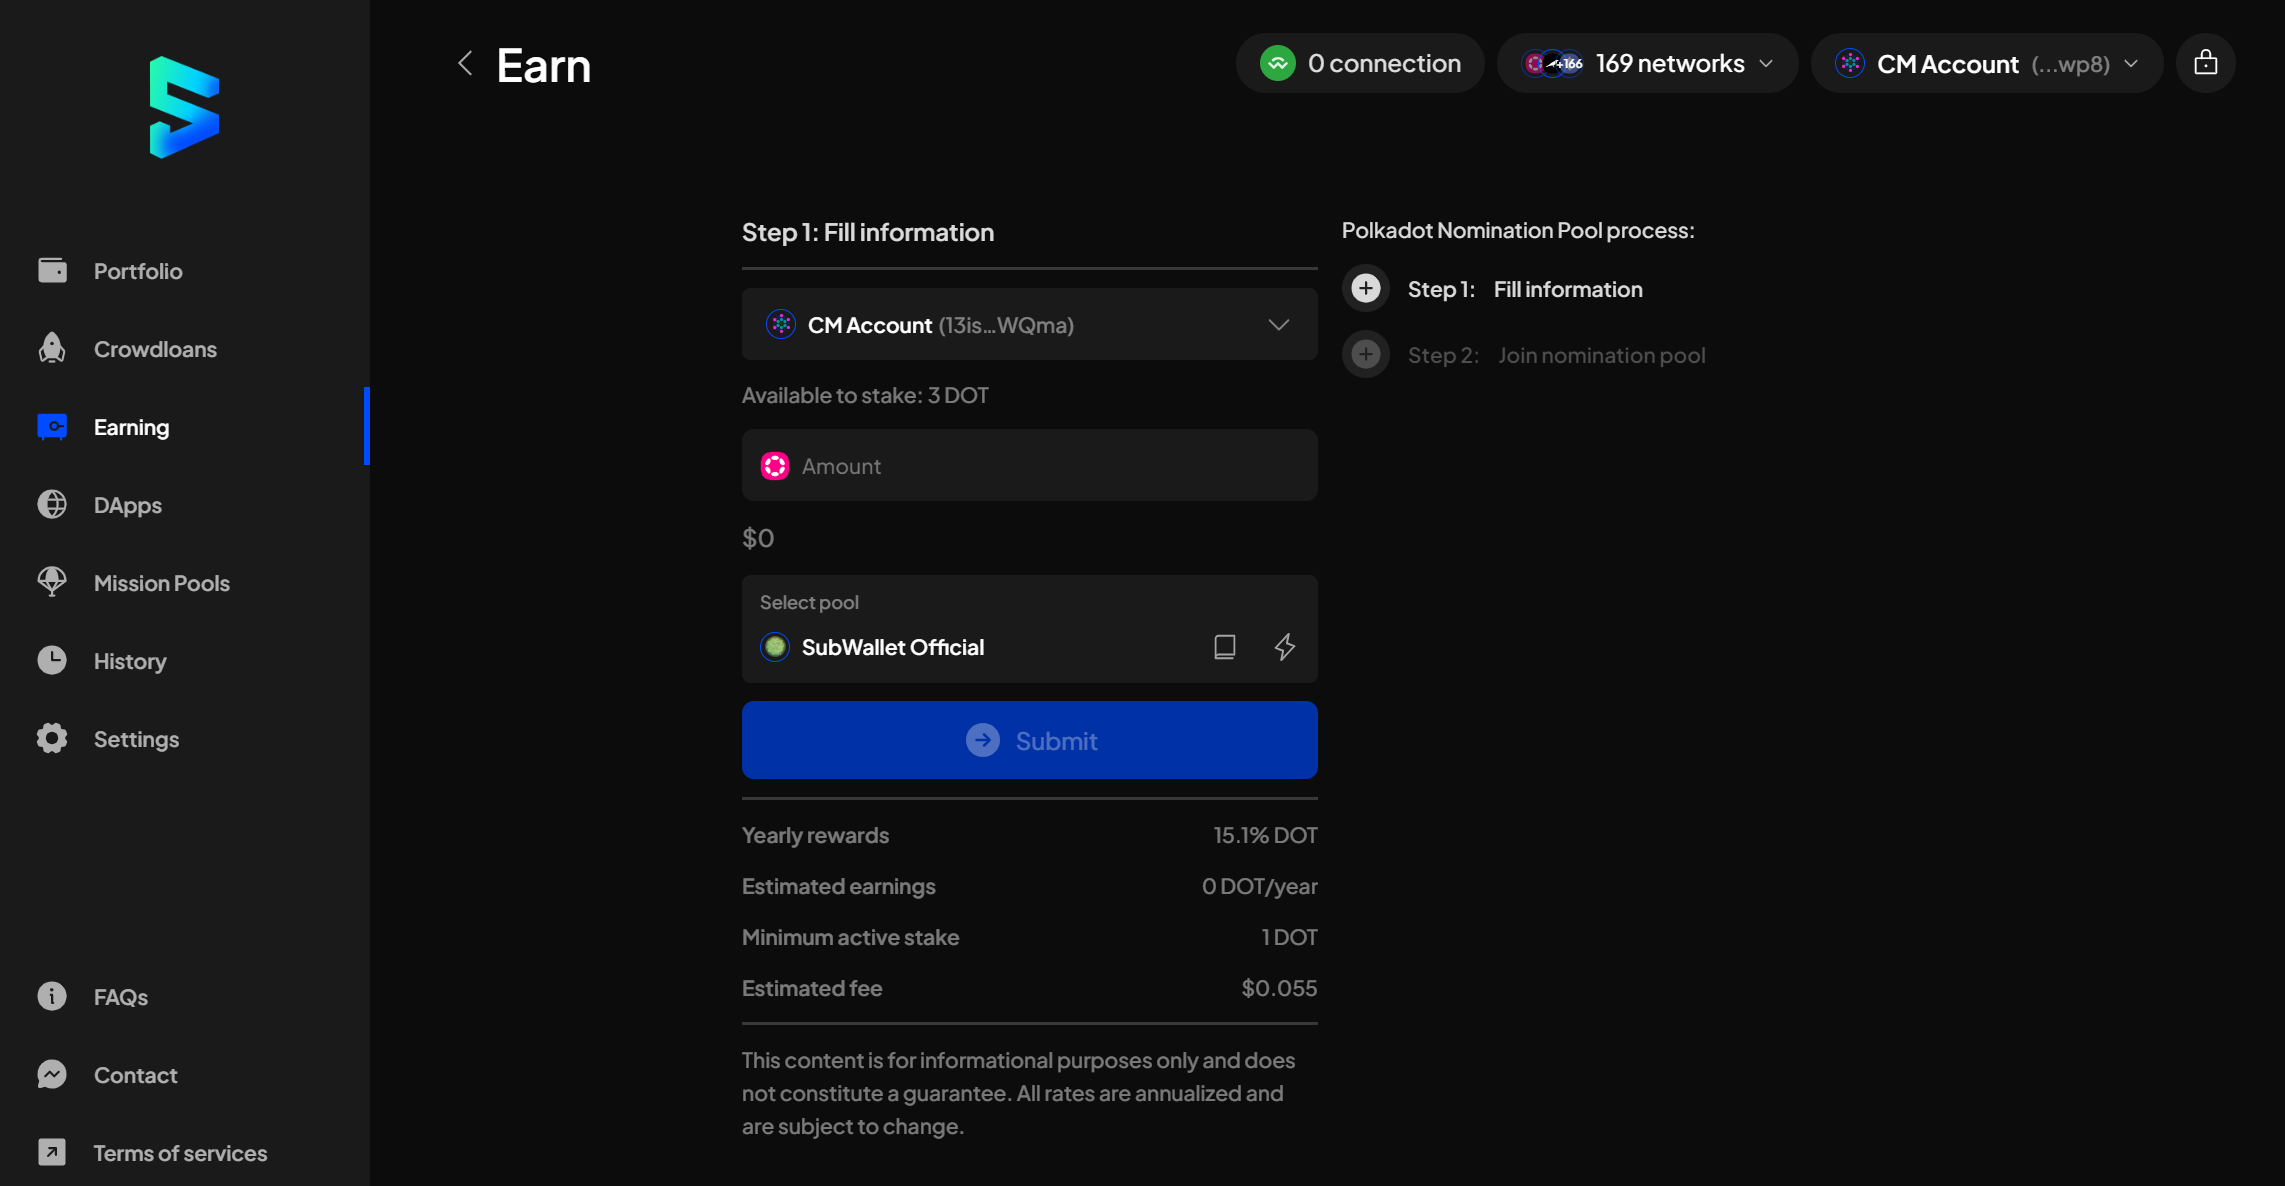 Earn
0 connection
+166
169 networks
CM Account (...wp8)
Portfolio
Crowdloans
Earning
DApps
Mission Pools
History
Settings
FAQs
Contact
Terms of services
Step 1: Fill information
CM Account (13is...WQma)
Available to stake: 3 DOT
Amount
$0
Select pool
SubWallet Official
Submit
Yearly rewards 15.1% DOT
Estimated earnings 0 DOT/year
Minimum active stake 1 DOT
Estimated fee $0.055
This content is for informational purposes only and does
not constitute a guarantee. All rates are annualized and
are subject to change.
Polkadot Nomination Pool process:
Step 1: Fill information
Step 2: Join nomination pool